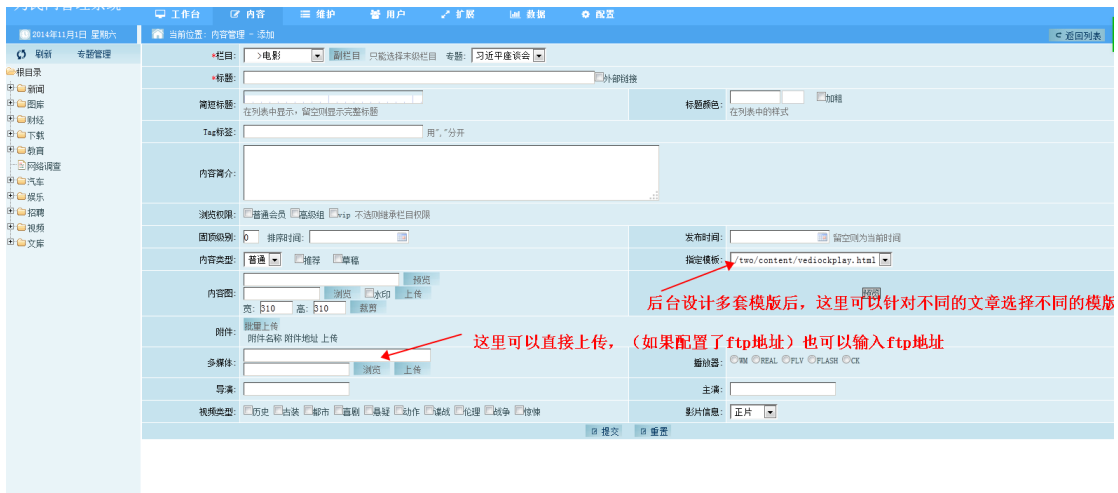 工作台 内容 维护 用户 扩展 数据 配置
2014年11月1日 星期六 当前位置: 内容管理 - 添加 返回列表
刷新 专题管理
根目录
新闻
图库
财经
下载
教育
网络调查
汽车
娱乐
招聘
视频
文库
*栏目: >电影 副栏目 只能选择末级栏目 专题: 习近平座谈会
*标题: 外部链接
简短标题: 标题颜色: 加粗
在列表中显示，留空则显示完整标题 在列表中的样式
Tag标签: 用","分开
内容简介:
浏览权限: 普通会员 高级组 vip 不选则继承栏目权限
固顶级别: 0 排序时间: 发布时间: 留空则为当前时间
内容类型: 普通 推荐 草稿 指定模板: /two/content/vediockplay.html
预览
内容图: 浏览 水印 上传 预览
宽: 310 高: 310 裁剪
后台设计多套模版后，这里可以针对不同的文章选择不同的模版
附件: 批量上传
附件名称 附件地址 上传
这里可以直接上传，（如果配置了ftp地址）也可以输入ftp地址
多媒体: 浏览 上传 播放器: WM REAL FLV FLASH CK
导演: 主演:
视频类型: 历史 古装 都市 喜剧 悬疑 动作 谍战 伦理 战争 惊悚 影片信息: 正片
提交 重置